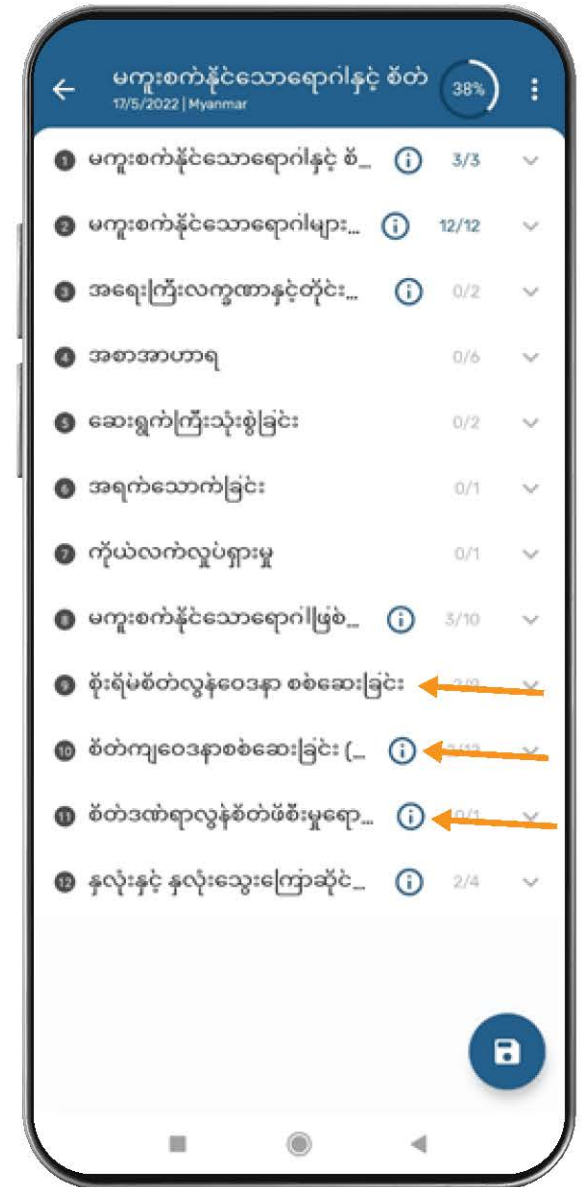 မကူးစက်နိုင်သောရောဂါနှင့် စိတ်
38%
17/5/2022 | Myanmar
1 မကူးစက်နိုင်သောရောဂါနှင့် စိ... 3/3
2 မကူးစက်နိုင်သောရောဂါများ... 12/12
3 အရေးကြီးလက္ခဏာနှင့်တိုင်း... 0/2
4 အစာအာဟာရ 0/6
5 ဆေးရွက်ကြီးသုံးစွဲခြင်း 0/2
6 အရက်သောက်ခြင်း 0/1
7 ကိုယ်လက်လှုပ်ရှားမှု 0/1
8 မကူးစက်နိုင်သောရောဂါဖြစ်... 3/10
9 စိုးရိမ်စိတ်လွန်ဝေဒနာ စစ်ဆေးခြင်း
10 စိတ်ကျဝေဒနာစစ်ဆေးခြင်း (...
11 စိတ်ဒဏ်ရာလွန်စိတ်ဖိစီးမှုရော... 0/1
12 နှလုံးနှင့် နှလုံးသွေးကြောဆိုင်... 2/4